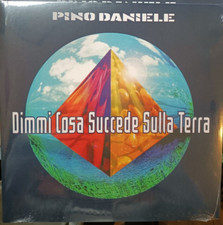 PINO DANIELE
Dimmi Cosa Succede Sulla Terra